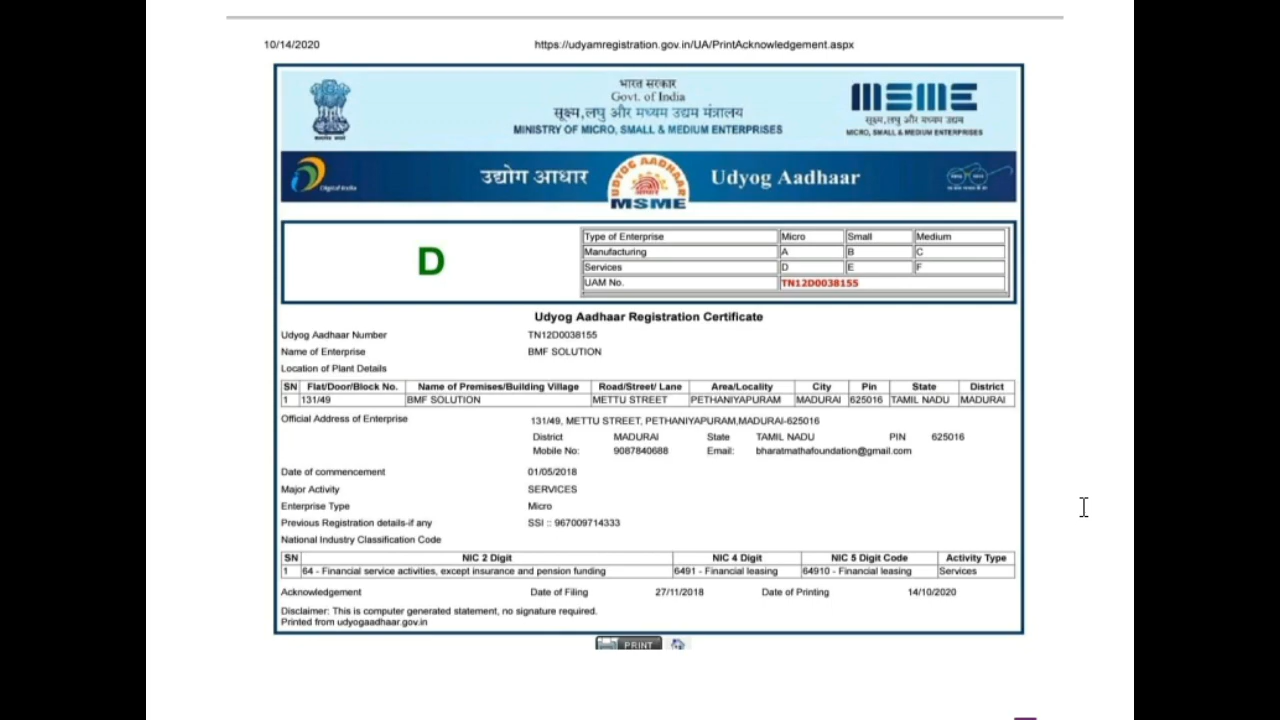 10/14/2020 https://udyamregistration.gov.in/UA/PrintAcknowledgement.aspx
भारत सरकार
Govt. of India
सूक्ष्म,लघु और मध्यम उद्यम मंत्रालय
MINISTRY OF MICRO, SMALL & MEDIUM ENTERPRISES
MSME
सूक्ष्म,लघु और मध्यम उद्यम
MICRO, SMALL & MEDIUM ENTERPRISES
Digital India
उद्योग आधार
UDYOG AADHAAR
MSME
Udyog Aadhaar
D
Type of Enterprise Micro Small Medium
Manufacturing A B C
Services D E F
UAM No. TN12D0038155
Udyog Aadhaar Registration Certificate
Udyog Aadhaar Number TN12D0038155
Name of Enterprise BMF SOLUTION
Location of Plant Details
SN Flat/Door/Block No. Name of Premises/Building Village Road/Street/ Lane Area/Locality City Pin State District
1 131/49 BMF SOLUTION METTU STREET PETHANIYAPURAM MADURAI 625016 TAMIL NADU MADURAI
Official Address of Enterprise 131/49, METTU STREET, PETHANIYAPURAM,MADURAI-625016
District MADURAI State TAMIL NADU PIN 625016
Mobile No: 9087840688 Email: bharatmathafoundation@gmail.com
Date of commencement 01/05/2018
Major Activity SERVICES
Enterprise Type Micro
Previous Registration details-if any SSI :: 967009714333
National Industry Classification Code
SN NIC 2 Digit NIC 4 Digit NIC 5 Digit Code Activity Type
1 64 - Financial service activities, except insurance and pension funding 6491 - Financial leasing 64910 - Financial leasing Services
Acknowledgement Date of Filing 27/11/2018 Date of Printing 14/10/2020
Disclaimer: This is computer generated statement, no signature required.
Printed from udyogaadhaar.gov.in
PRINT